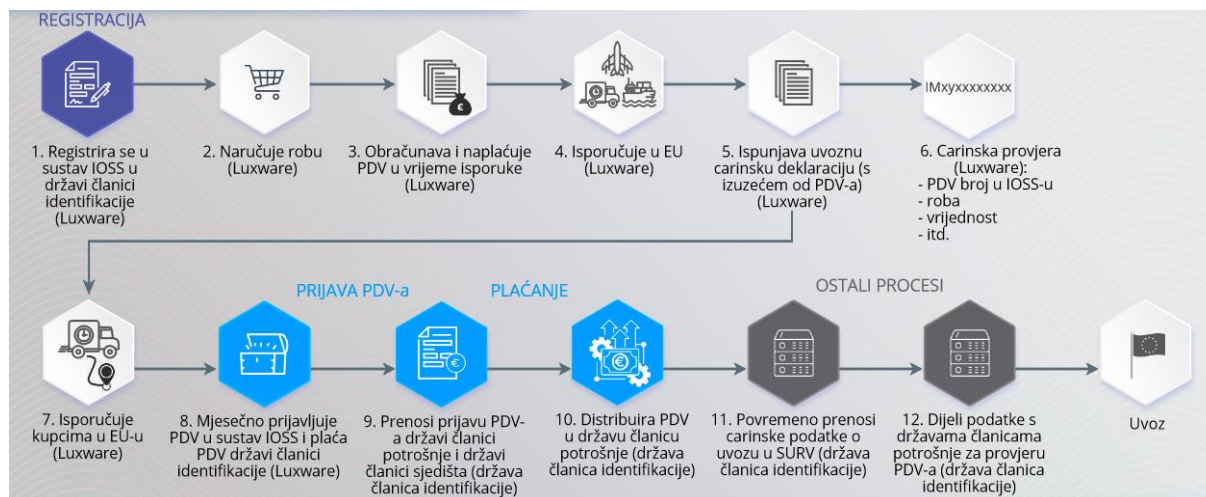 REGISTRACIJA
IMxyxxxxxxxx
1. Registrira se u
sustav IOSS u
državi članici
identifikacije
(Luxware)
2. Naručuje robu
(Luxware)
3. Obračunava i naplaćuje
PDV u vrijeme isporuke
(Luxware)
4. Isporučuje u EU
(Luxware)
5. Ispunjava uvoznu
carinsku deklaraciju (s
izuzećem od PDV-a)
(Luxware)
6. Carinska provjera
(Luxware):
- PDV broj u IOSS-u
- roba
- vrijednost
- itd.
PRIJAVA PDV-a
PLAĆANJE
OSTALI PROCESI
7. Isporučuje
kupcima u EU-u
(Luxware)
8. Mjesečno prijavljuje
PDV u sustav IOSS i plaća
PDV državi članici
identifikacije (Luxware)
9. Prenosi prijavu PDV-
a državi članici
potrošnje i državi
članici sjedišta (država
članica identifikacije)
10. Distribuira PDV
u državu članicu
potrošnje (država
članica identifikacije)
11. Povremeno prenosi
carinske podatke o
uvozu u SURV (država
članica identifikacije)
12. Dijeli podatke s
državama članicama
potrošnje za provjeru
PDV-a (država članica
identifikacije)
Uvoz